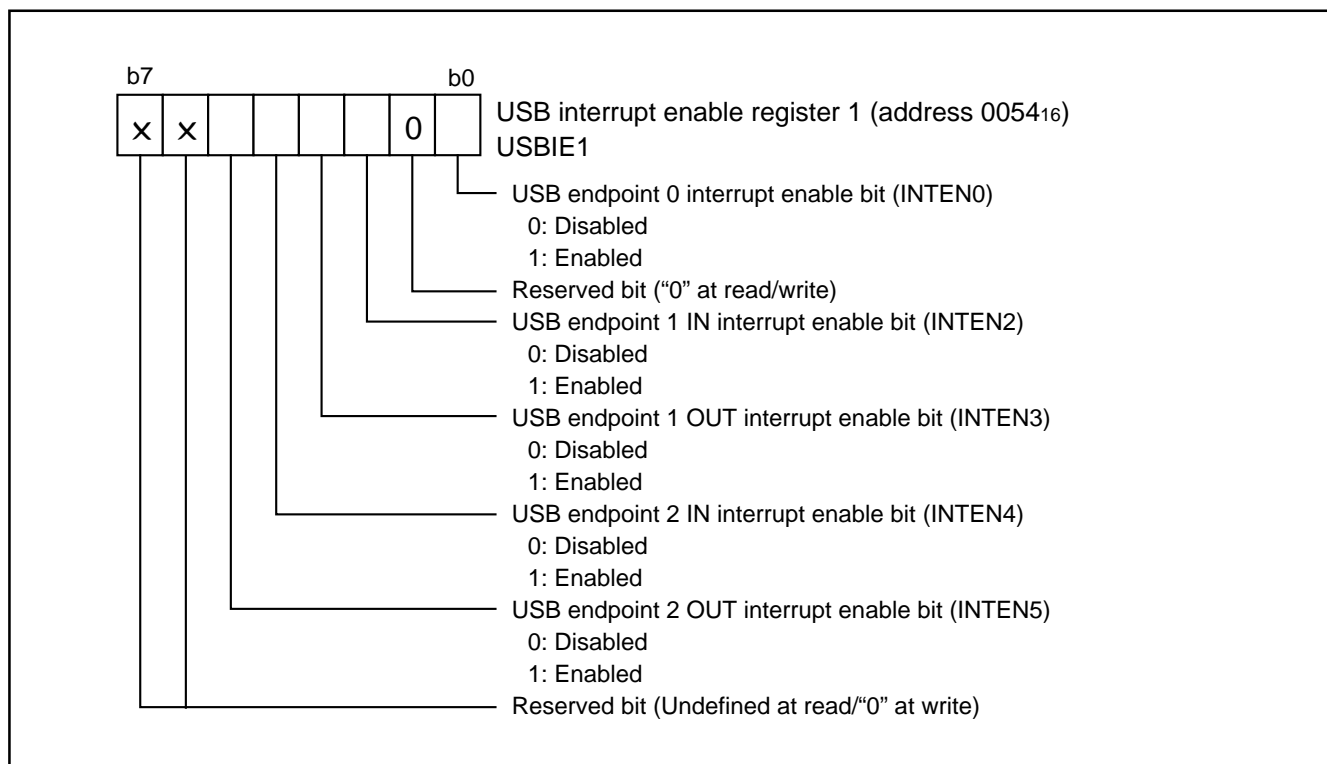 b7 b0
x x 0
USB interrupt enable register 1 (address 0054₁₆)
USBIE1
USB endpoint 0 interrupt enable bit (INTEN0)
0: Disabled
1: Enabled
Reserved bit (“0” at read/write)
USB endpoint 1 IN interrupt enable bit (INTEN2)
0: Disabled
1: Enabled
USB endpoint 1 OUT interrupt enable bit (INTEN3)
0: Disabled
1: Enabled
USB endpoint 2 IN interrupt enable bit (INTEN4)
0: Disabled
1: Enabled
USB endpoint 2 OUT interrupt enable bit (INTEN5)
0: Disabled
1: Enabled
Reserved bit (Undefined at read/“0” at write)